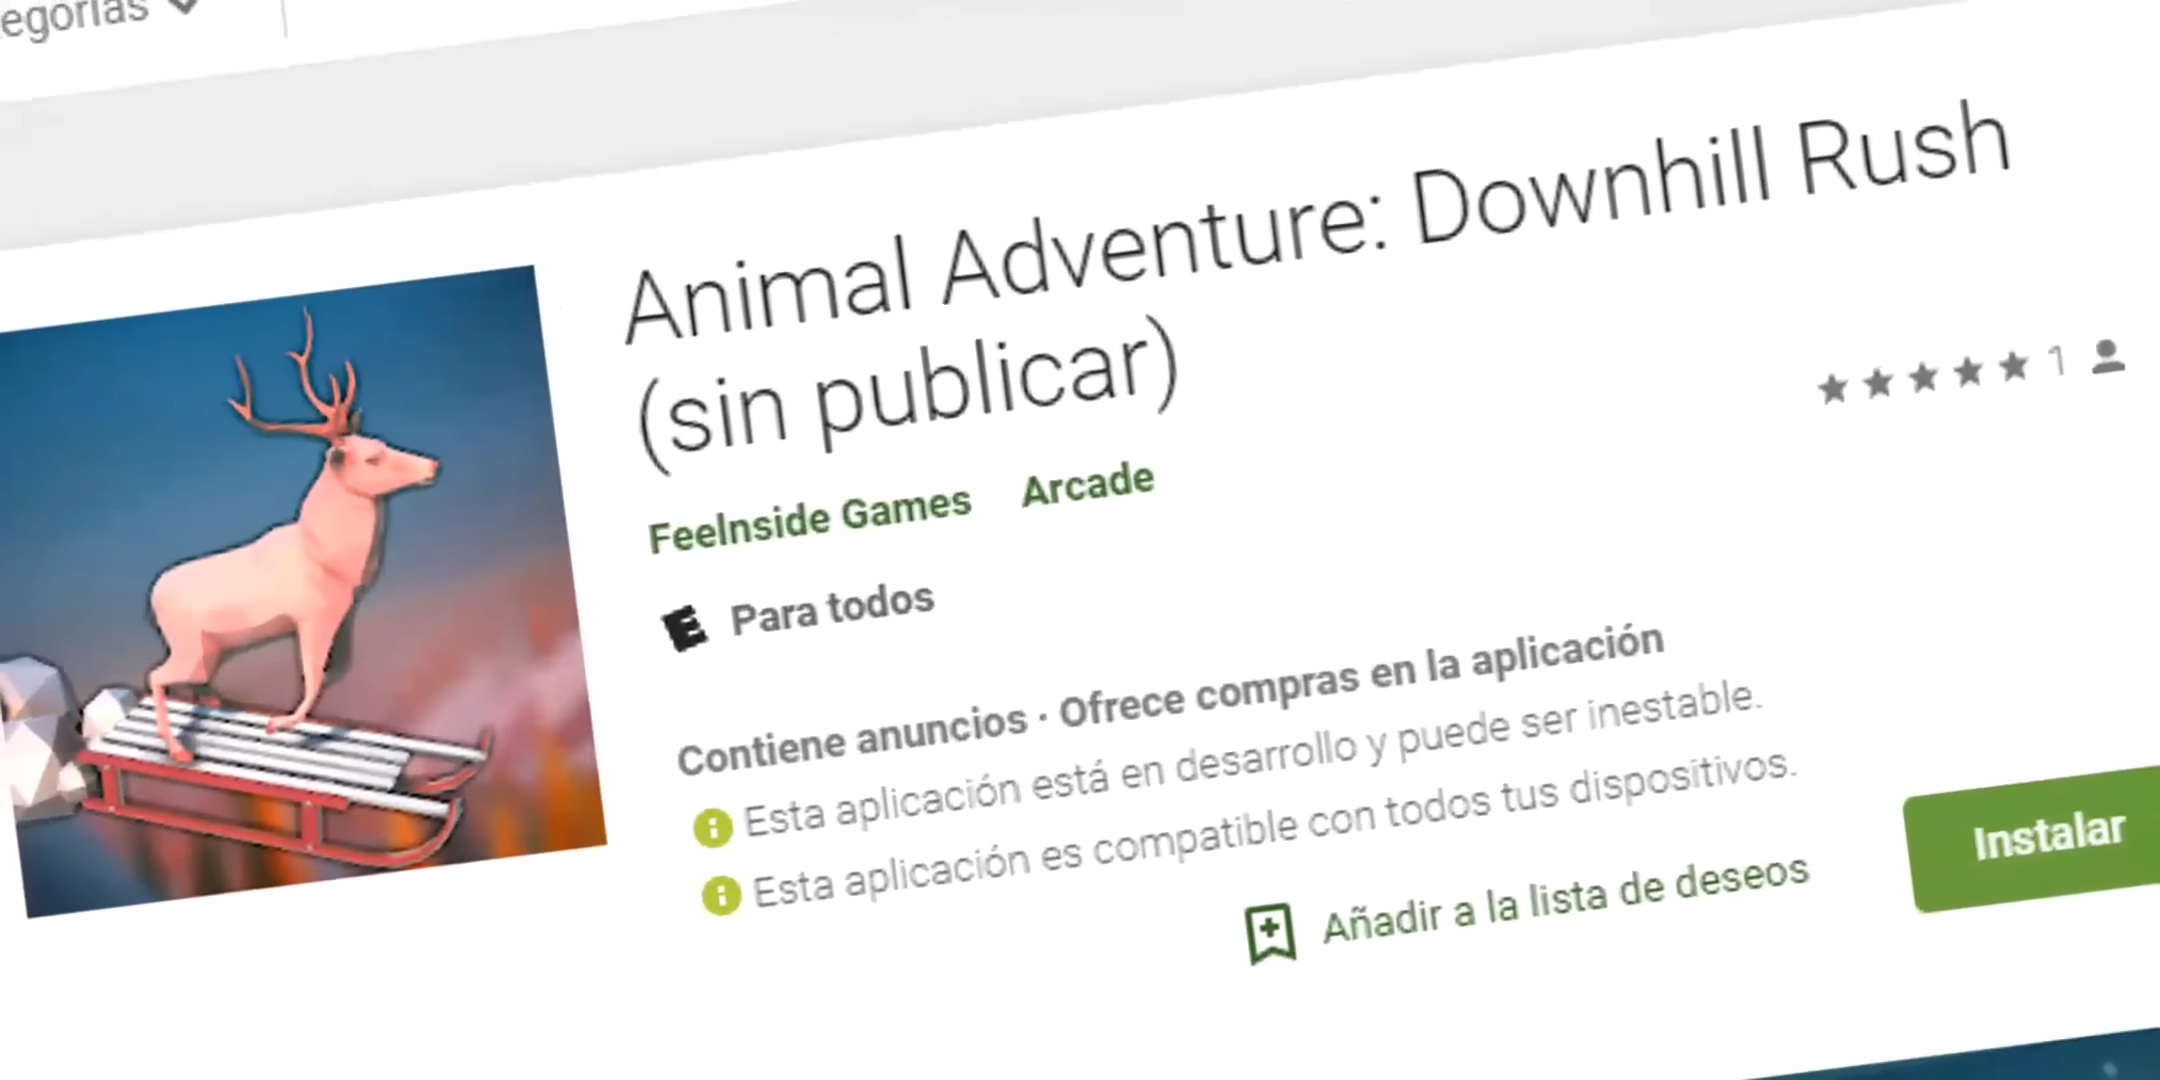 egorías
Animal Adventure: Downhill Rush
(sin publicar)
1
FeelInside Games Arcade
E Para todos
Contiene anuncios · Ofrece compras en la aplicación
Esta aplicación está en desarrollo y puede ser inestable.
Esta aplicación es compatible con todos tus dispositivos.
Añadir a la lista de deseos
Instalar